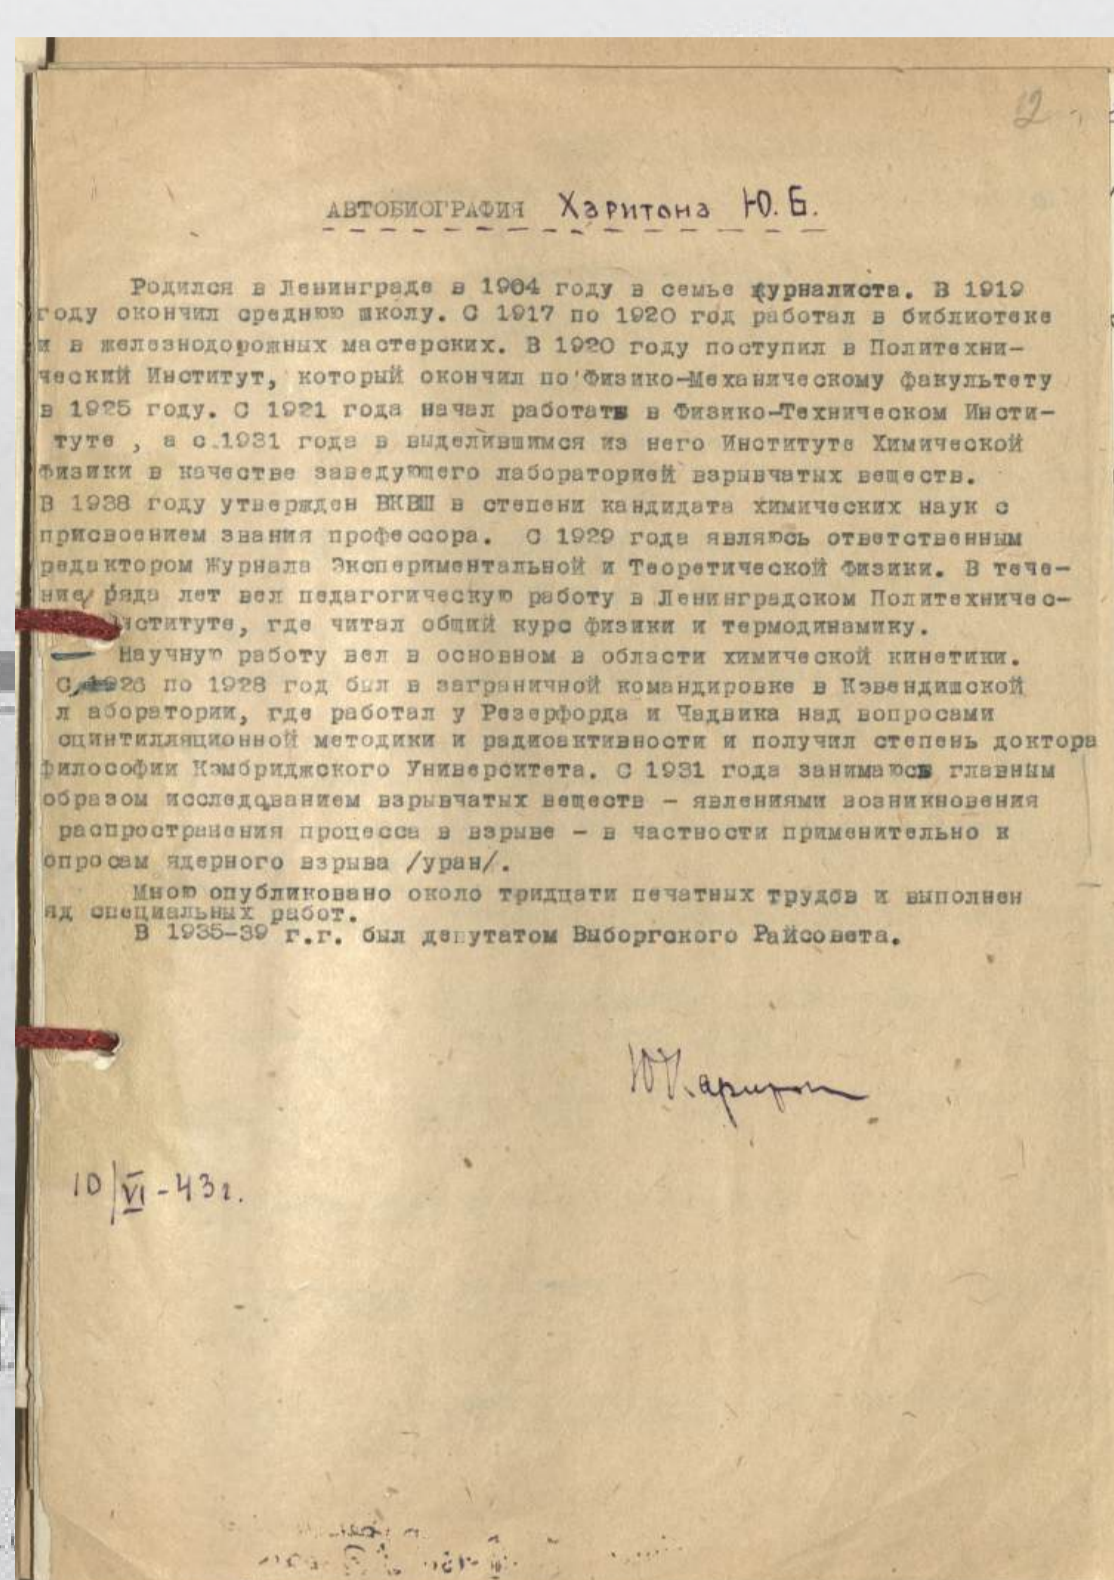 2
АВТОБИОГРАФИЯ Харитона Ю.Б.
Родился в Ленинграде в 1904 году в семье журналиста. В 1919
году окончил среднюю школу. С 1917 по 1920 год работал в библиотеке
и в железнодорожных мастерских. В 1920 году поступил в Политехни-
ческий Институт, который окончил по Физико-Механическому факультету
в 1925 году. С 1921 года начал работать в Физико-Техническом Инсти-
туте , а с 1931 года в выделившимся из него Институте Химической
Физики в качестве заведующего лабораторией взрывчатых веществ.
В 1938 году утвержден ВКВШ в степени кандидата химических наук с
присвоением звания профессора. С 1929 года являюсь ответственным
редактором Журнала Экспериментальной и Теоретической Физики. В тече-
ние ряда лет вел педагогическую работу в Ленинградском Политехничес-
нституте, где читал общий курс физики и термодинамику.
Научную работу вел в основном в области химической кинетики.
С 1926 по 1928 год был в заграничной командировке в Кэвендишской
л аборатории, где работал у Резерфорда и Чадвика над вопросами
сцинтилляционной методики и радиоактивности и получил степень доктора
философии Кэмбриджского Университета. С 1931 года занимаюсь главным
образом исследованием взрывчатых веществ - явлениями возникновения
распространения процесса в взрыве - в частности применительно к
опросам ядерного взрыва /уран/.
Мною опубликовано около тридцати печатных трудов и выполнен
яд специальных работ.
В 1935-39 г.г. был депутатом Выборгского Райсовета.
ЮХаритон
10/VI-43г.